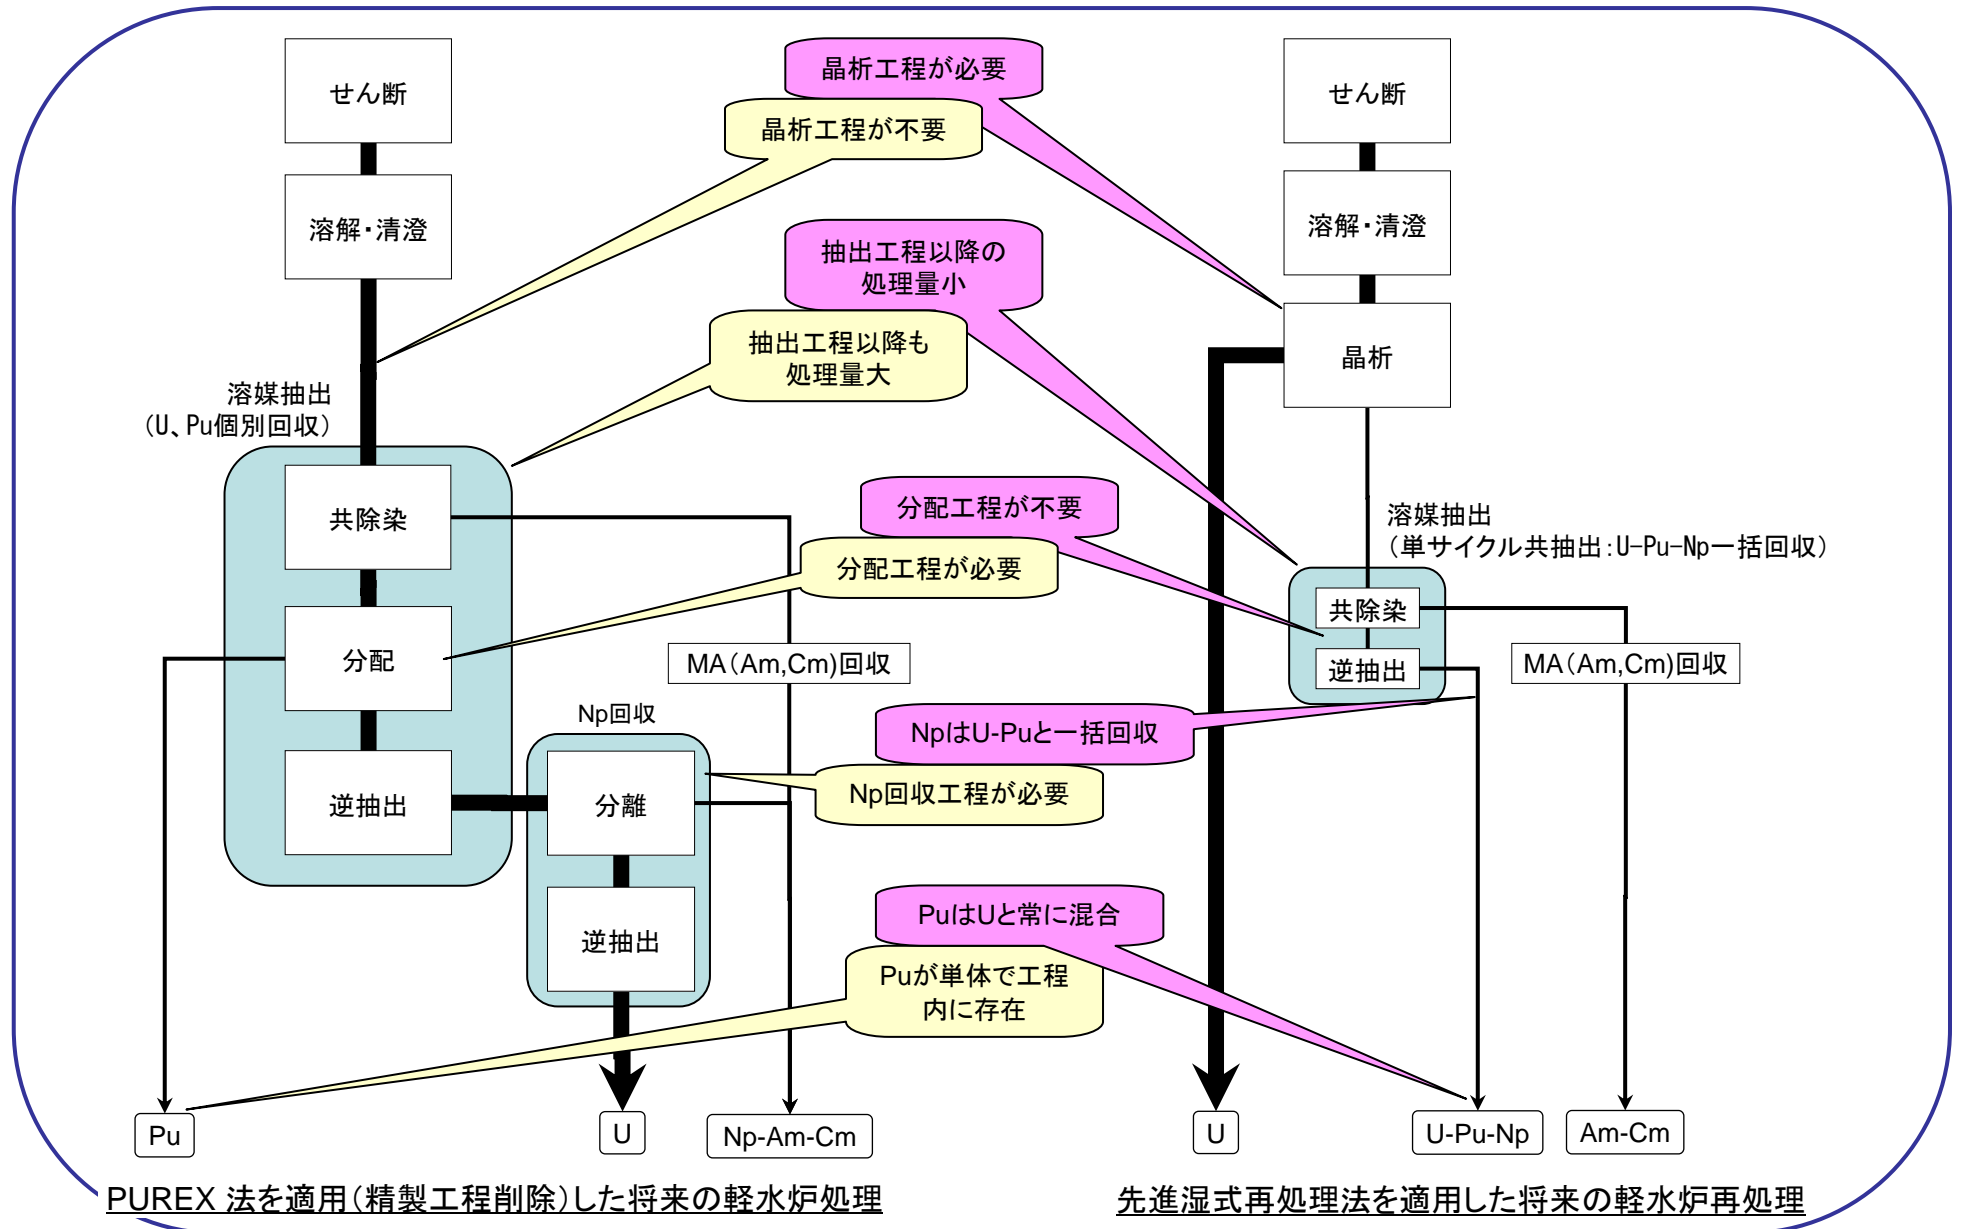 せん断
溶解・清澄
溶媒抽出
（U、Pu個別回収）
共除染
分配
逆抽出
Np回収
分離
逆抽出
MA（Am,Cm)回収
Pu
U
Np-Am-Cm
PUREX 法を適用（精製工程削除）した将来の軽水炉処理
晶析工程が必要
晶析工程が不要
抽出工程以降の
処理量小
抽出工程以降も
処理量大
分配工程が不要
分配工程が必要
NpはU-Puと一括回収
Np回収工程が必要
PuはUと常に混合
Puが単体で工程
内に存在
せん断
溶解・清澄
晶析
溶媒抽出
（単サイクル共抽出：U-Pu-Np一括回収）
共除染
逆抽出
MA（Am,Cm)回収
U
U-Pu-Np
Am-Cm
先進湿式再処理法を適用した将来の軽水炉再処理